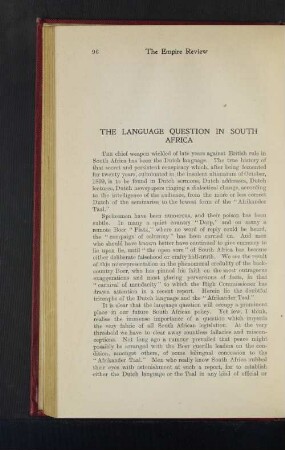 96 The Empire Review
THE LANGUAGE QUESTION IN SOUTH
AFRICA
THE chief weapon wielded of late years against British rule in
South Africa has been the Dutch language. The true history of
that secret and persistent conspiracy which, after being fomented
for twenty years, culminated in the insolent ultimatum of October,
1899, is to be found in Dutch sermons, Dutch addresses, Dutch
lectures, Dutch newspapers ringing a dialectical change, according
to the intelligence of the audience, from the more or less correct
Dutch of the seminaries to the lowest form of the "Afrikander
Taal."
Spokesmen have been numerous, and their poison has been
subtle. In many a quiet country "Dorp," and on many a
remote Boer "Plats," where no word of reply could be heard,
the "campaign of calumny" has been carried on. And men
who should have known better have continued to give currency to
its lies, till the "open sore" of South Africa has become
either deliberate falsehood or crafty half-truth. We see the result
of this misrepresentation in the phenomenal credulity of the back-
country Boer, who has pinned his faith on the most outrageous
exaggerations and most glaring perversions of fact, in that
"carnival of mendacity" to which the High Commissioner has
drawn attention in a recent report. Herein lie the doubtful
triumphs of the Dutch language and the "Afrikander Taal."
It is clear that the language question will occupy a prominent
place in our future South African policy. Yet few, I think,
realise the immense importance of a question which imperils
the very fabric of all South African legislation. At the very
threshold we have to clear away countless fallacies and miscon-
ceptions. Not long ago a rumour prevailed that peace might
possibly be arranged with the Boer guerilla leaders on the con-
dition, amongst others, of some bilingual concession to the
"Afrikander Taal." Men who really know South Africa rubbed
their eyes with astonishment at such a report, for to establish
either the Dutch language or the Taal in any kind of official or